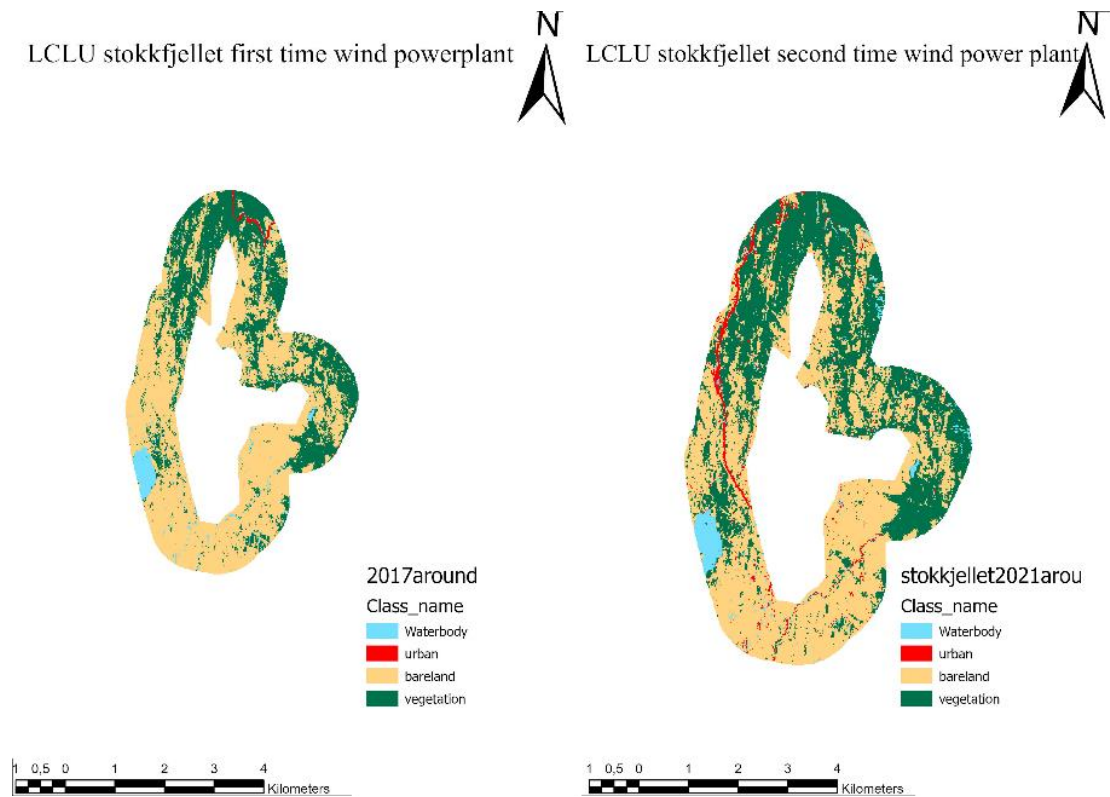 N
LCLU stokkfjellet first time wind powerplant
2017around
Class_name
Waterbody
urban
bareland
vegetation
1 0,5 0 1 2 3 4
Kilometers
N
LCLU stokkfjellet second time wind power plant
stokkjellet2021arou
Class_name
Waterbody
urban
bareland
vegetation
1 0,5 0 1 2 3 4
Kilometers